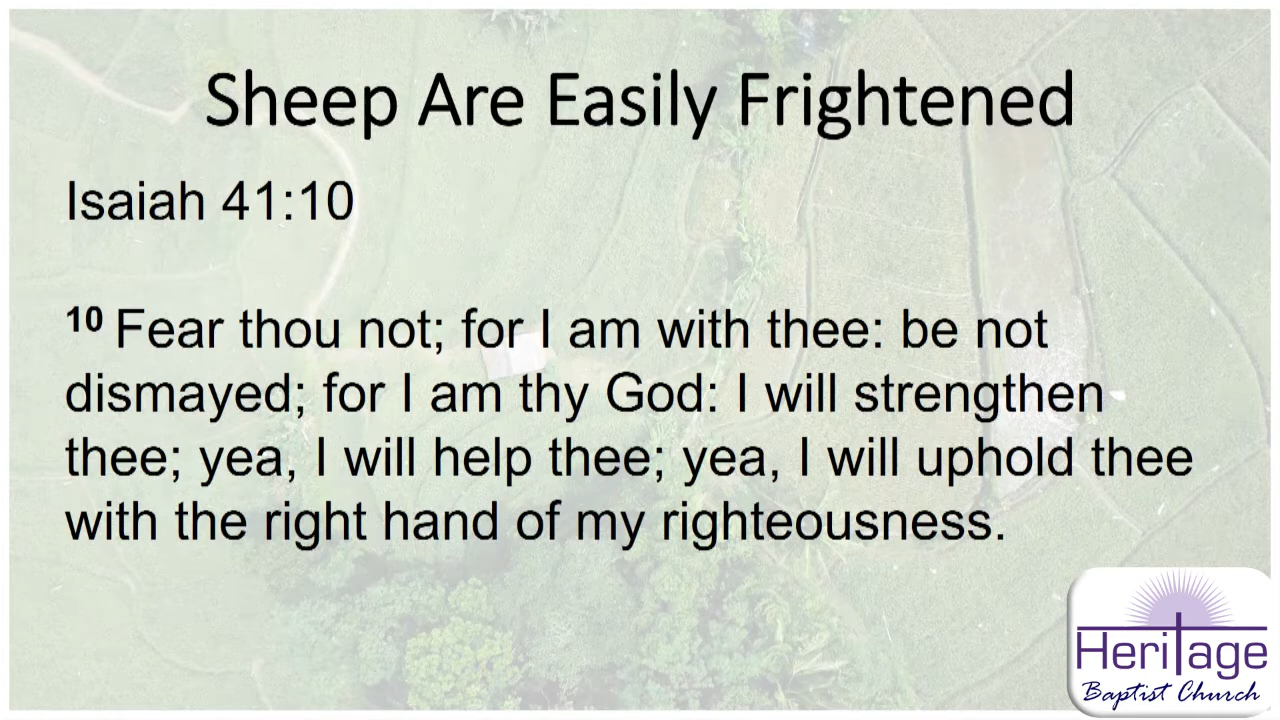 Sheep Are Easily Frightened
Isaiah 41:10
10 Fear thou not; for I am with thee: be not
dismayed; for I am thy God: I will strengthen
thee; yea, I will help thee; yea, I will uphold thee
with the right hand of my righteousness.
Heritage
Baptist Church